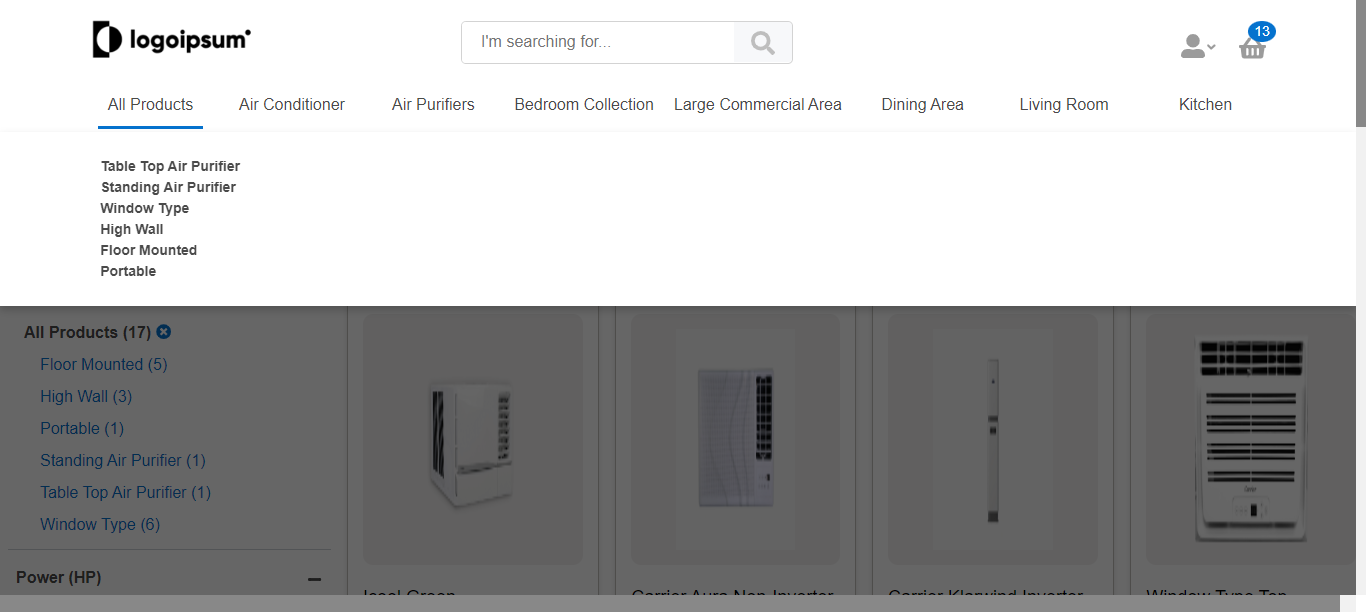 logoipsum
I'm searching for...
13
All Products Air Conditioner Air Purifiers Bedroom Collection Large Commercial Area Dining Area Living Room Kitchen
Table Top Air Purifier
Standing Air Purifier
Window Type
High Wall
Floor Mounted
Portable
All Products (17)
Floor Mounted (5)
High Wall (3)
Portable (1)
Standing Air Purifier (1)
Table Top Air Purifier (1)
Window Type (6)
Power (HP)
Carrier Aura Non-Inverter
Carrier Klarwind Inverter
Window Type Top